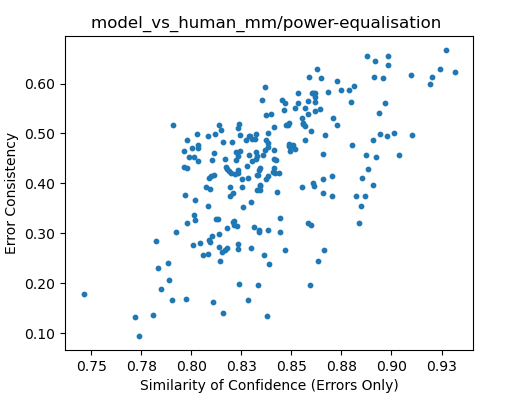 model_vs_human_mm/power-equalisation
Error Consistency
0.60
0.50
0.40
0.30
0.20
0.10
0.75 0.78 0.80 0.83 0.85 0.88 0.90 0.93
Similarity of Confidence (Errors Only)